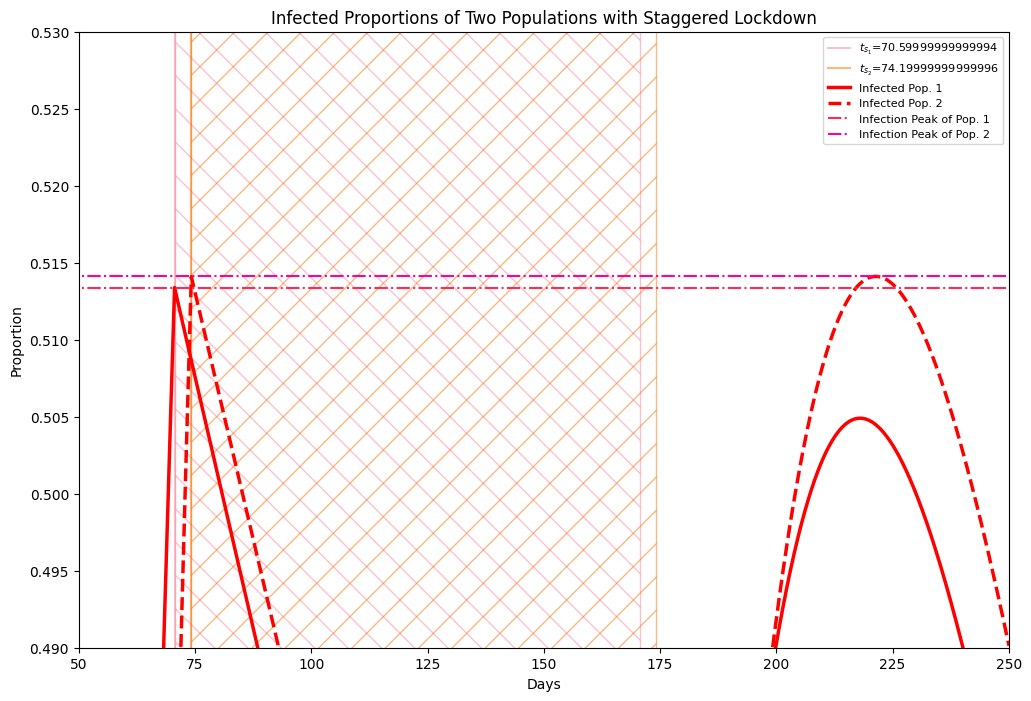 Infected Proportions of Two Populations with Staggered Lockdown
0.530
0.525
0.520
0.515
0.510
0.505
0.500
0.495
0.490
Proportion
50
75
100
125
150
175
200
225
250
Days
t_{s_1}=70.59999999999994
t_{s_2}=74.19999999999996
Infected Pop. 1
Infected Pop. 2
Infection Peak of Pop. 1
Infection Peak of Pop. 2